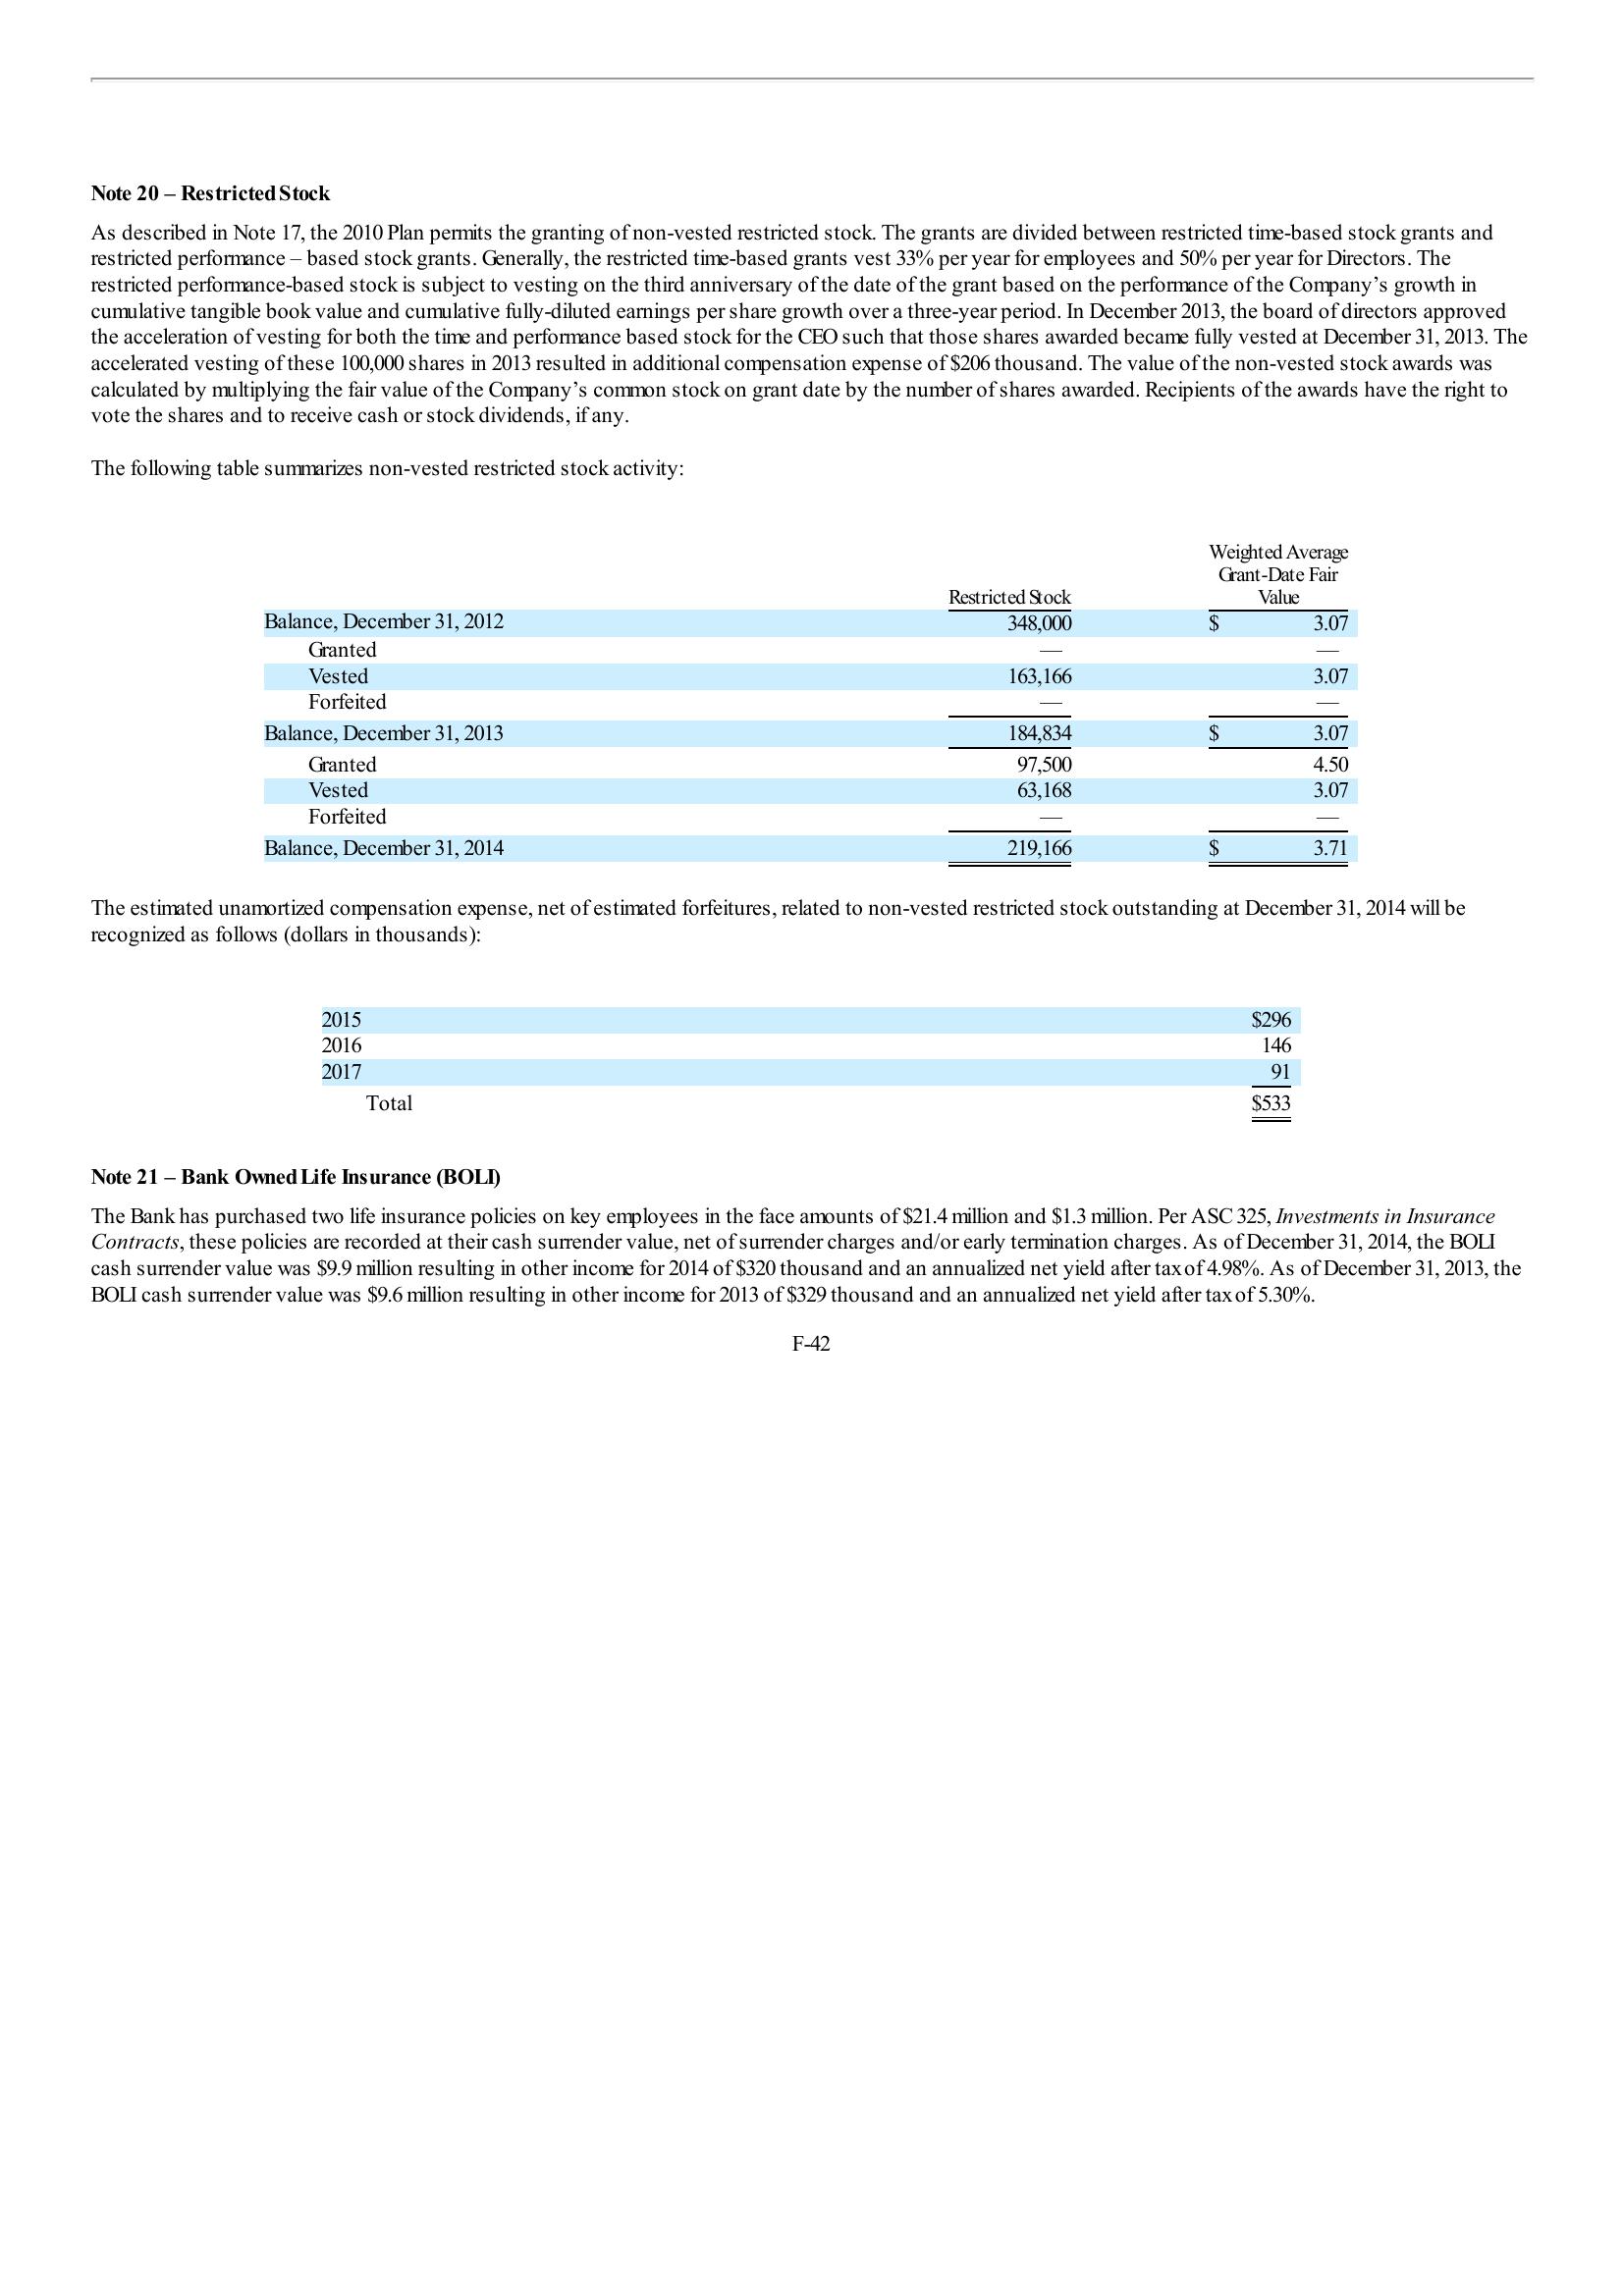 Note 20 – Restricted Stock
As described in Note 17, the 2010 Plan permits the granting of non-vested restricted stock. The grants are divided between restricted time-based stock grants and
restricted performance – based stock grants. Generally, the restricted time-based grants vest 33% per year for employees and 50% per year for Directors. The
restricted performance-based stock is subject to vesting on the third anniversary of the date of the grant based on the performance of the Company’s growth in
cumulative tangible book value and cumulative fully-diluted earnings per share growth over a three-year period. In December 2013, the board of directors approved
the acceleration of vesting for both the time and performance based stock for the CEO such that those shares awarded became fully vested at December 31, 2013. The
accelerated vesting of these 100,000 shares in 2013 resulted in additional compensation expense of $206 thousand. The value of the non-vested stock awards was
calculated by multiplying the fair value of the Company’s common stock on grant date by the number of shares awarded. Recipients of the awards have the right to
vote the shares and to receive cash or stock dividends, if any.
The following table summarizes non-vested restricted stock activity:
Weighted Average
Grant-Date Fair
Restricted Stock Value
Balance, December 31, 2012 348,000 $ 3.07
Granted — —
Vested 163,166 3.07
Forfeited — —
Balance, December 31, 2013 184,834 $ 3.07
Granted 97,500 4.50
Vested 63,168 3.07
Forfeited — —
Balance, December 31, 2014 219,166 $ 3.71
The estimated unamortized compensation expense, net of estimated forfeitures, related to non-vested restricted stock outstanding at December 31, 2014 will be
recognized as follows (dollars in thousands):
2015 $296
2016 146
2017 91
Total $533
Note 21 – Bank Owned Life Insurance (BOLI)
The Bank has purchased two life insurance policies on key employees in the face amounts of $21.4 million and $1.3 million. Per ASC 325, Investments in Insurance
Contracts, these policies are recorded at their cash surrender value, net of surrender charges and/or early termination charges. As of December 31, 2014, the BOLI
cash surrender value was $9.9 million resulting in other income for 2014 of $320 thousand and an annualized net yield after tax of 4.98%. As of December 31, 2013, the
BOLI cash surrender value was $9.6 million resulting in other income for 2013 of $329 thousand and an annualized net yield after tax of 5.30%.
F-42